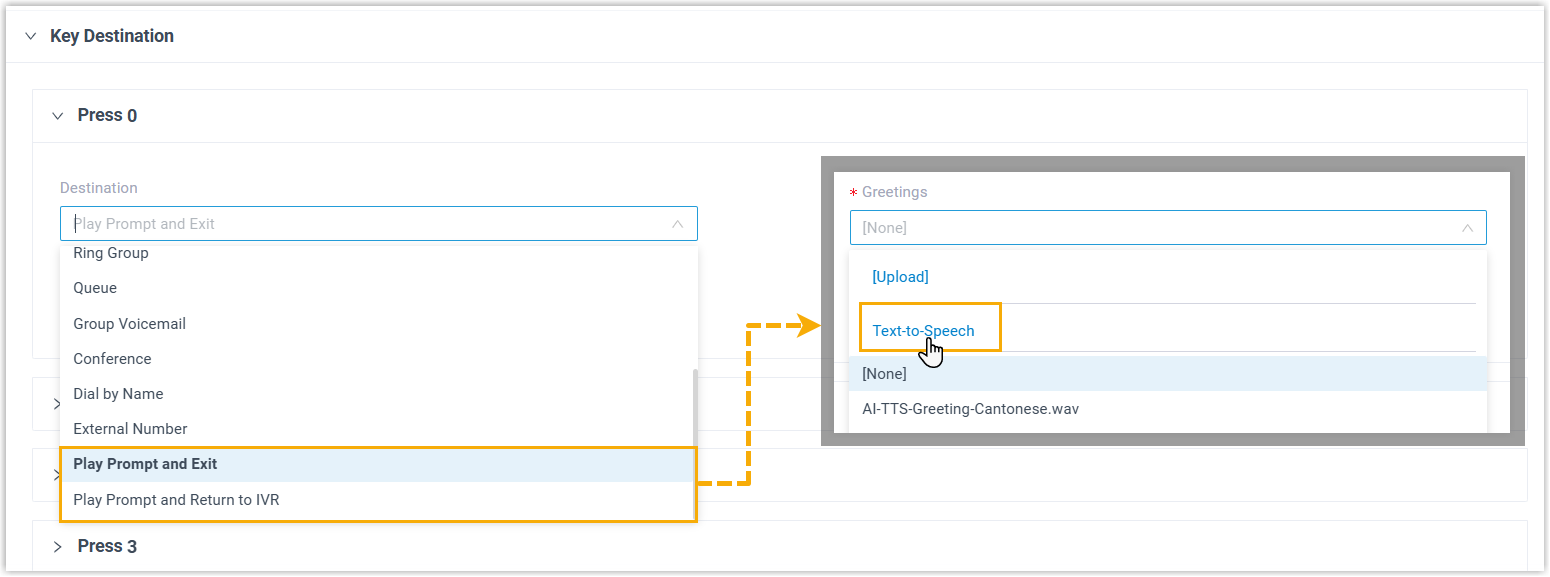 Key Destination
Press 0
Destination
Play Prompt and Exit
Ring Group
Queue
Group Voicemail
Conference
Dial by Name
External Number
Play Prompt and Exit
Play Prompt and Return to IVR
* Greetings
[None]
[Upload]
Text-to-Speech
[None]
AI-TTS-Greeting-Cantonese.wav
Press 3